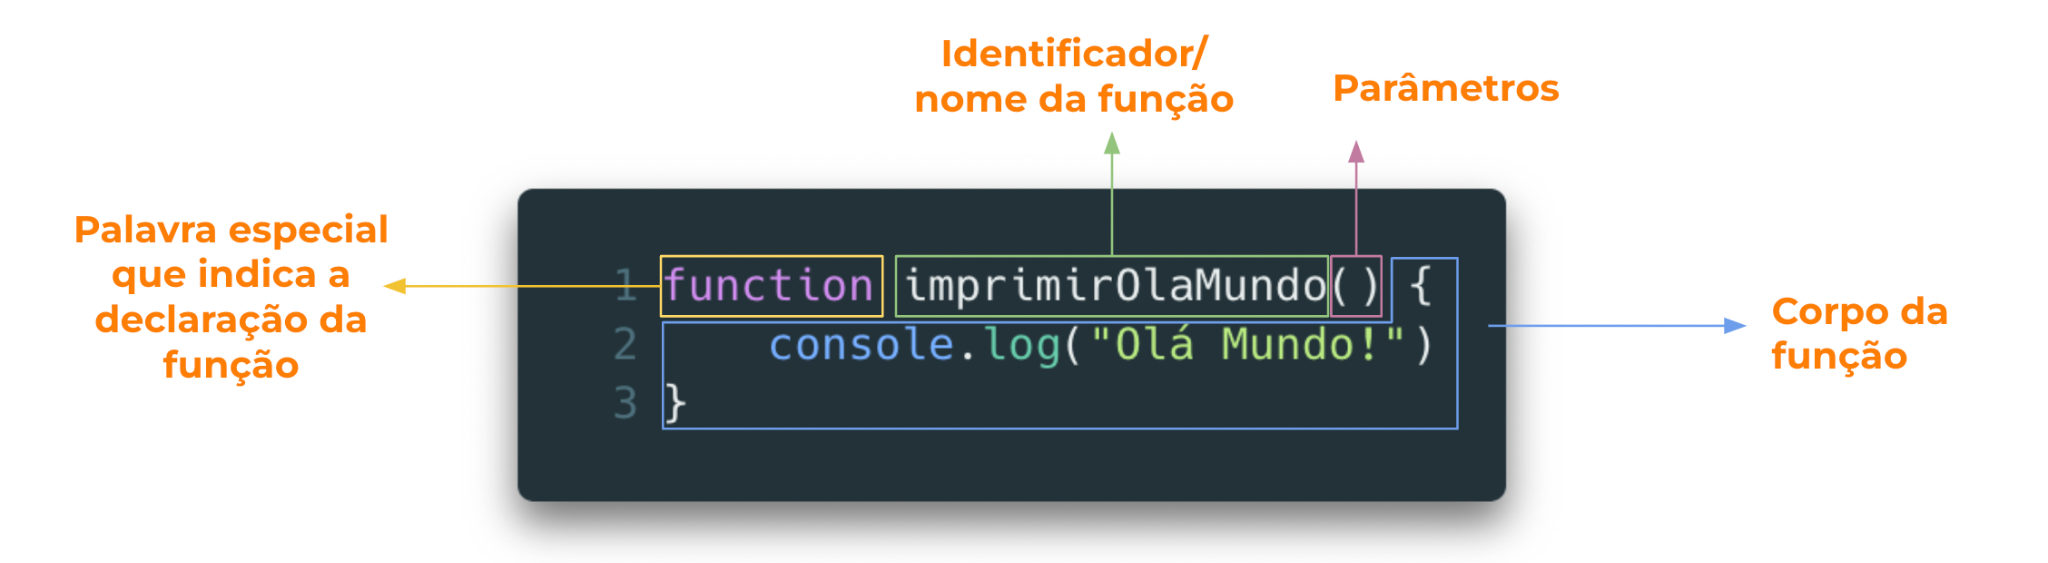 Identificador/
nome da função
Parâmetros
Palavra especial
que indica a
declaração da
função
1 function imprimirOlaMundo() {
2 console.log("Olá Mundo!")
3 }
Corpo da
função